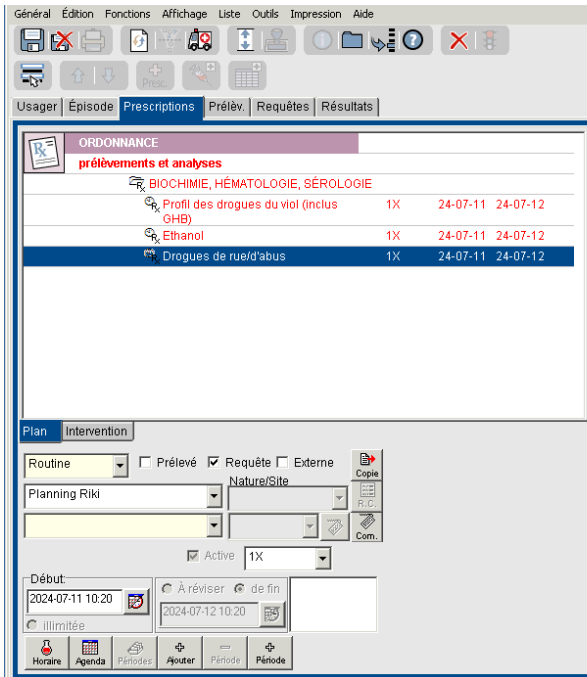 Général Édition Fonctions Affichage Liste Outils Impression Aide
Presc.
Usager Épisode Prescriptions Prélèv. Requêtes Résultats
ORDONNANCE
prélèvements et analyses
BIOCHIMIE, HÉMATOLOGIE, SÉROLOGIE
Profil des drogues du viol (inclus GHB) 1X 24-07-11 24-07-12
Ethanol 1X 24-07-11 24-07-12
Drogues de rue/d'abus 1X 24-07-11 24-07-12
Plan Intervention
Routine Prélevé Requête Externe Copie
Nature/Site
Planning Riki R.C.
Com.
Active 1X
Début:
À réviser de fin
2024-07-11 10:20
2024-07-12 10:20
illimitée
Horaire Agenda Périodes Ajouter Période Période